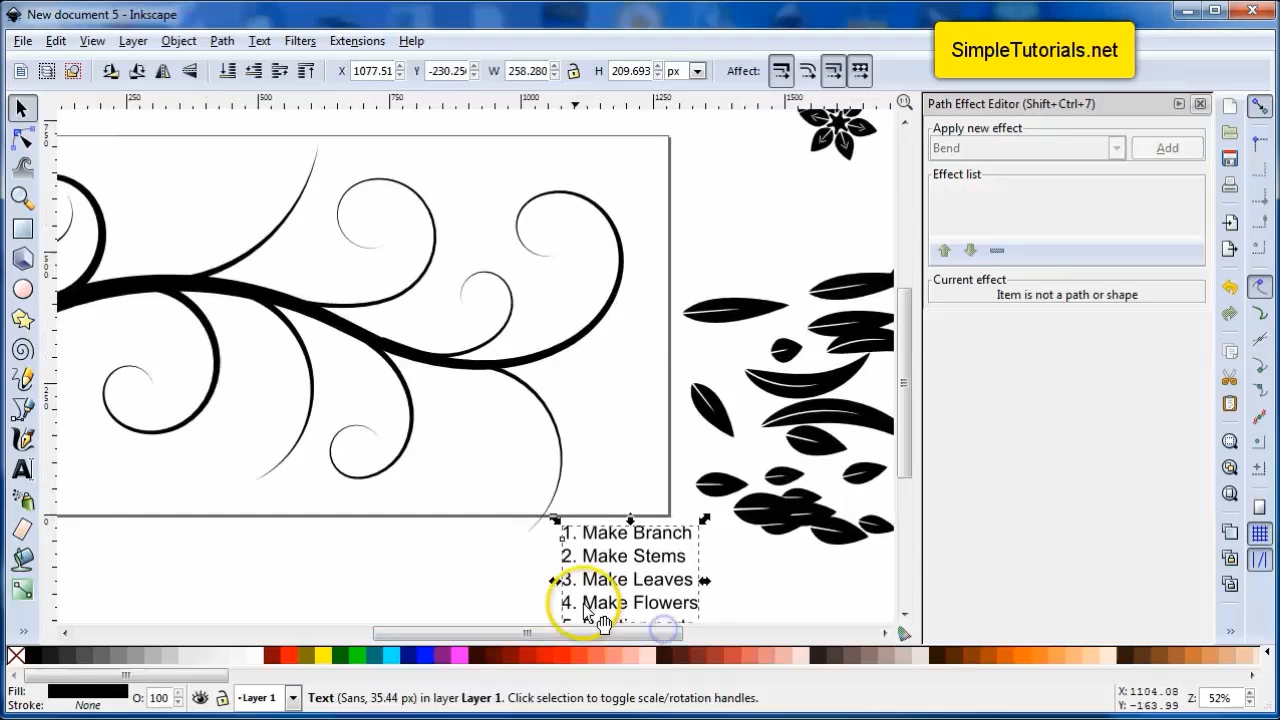 New document 5 - Inkscape
SimpleTutorials.net
File Edit View Layer Object Path Text Filters Extensions Help
X 1077.51 Y -230.25 W 258.280 H 209.693 px Affect:
250 500 750 1000 1250 1500
Path Effect Editor (Shift+Ctrl+7)
Apply new effect
Bend Add
Effect list
Current effect
Item is not a path or shape
1. Make Branch
2. Make Stems
3. Make Leaves
4. Make Flowers
Fill: O: 100 Layer 1 Text (Sans, 35.44 px) in layer Layer 1. Click selection to toggle scale/rotation handles. X: 1104.08 Z: 52%
Stroke: None Y: -163.99